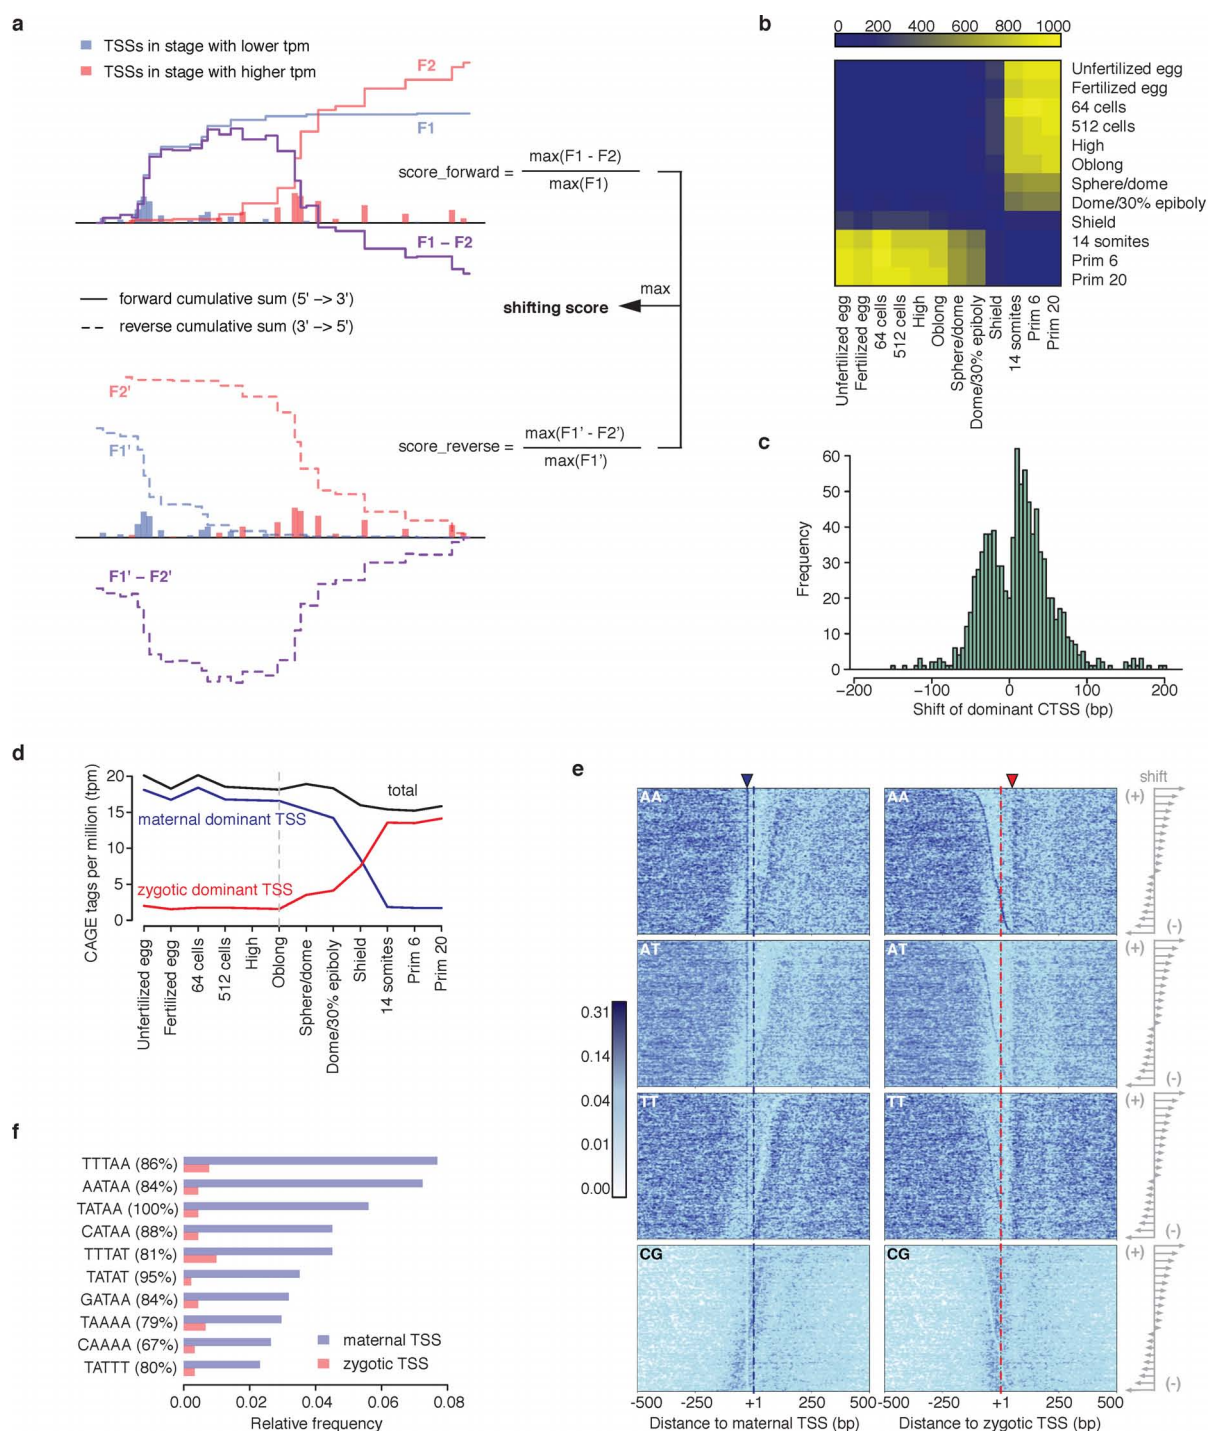 a
TSSs in stage with lower tpm
TSSs in stage with higher tpm
F2
F1
score_forward = max(F1 - F2)
max(F1)
F1 – F2
forward cumulative sum (5' –> 3')
reverse cumulative sum (3' –> 5')
max
shifting score
F2'
F1'
score_reverse = max(F1' - F2')
max(F1')
F1' – F2'
b
0 200 400 600 800 1000
Unfertilized egg
Fertilized egg
64 cells
512 cells
High
Oblong
Sphere/dome
Dome/30% epiboly
Shield
14 somites
Prim 6
Prim 20
Unfertilized egg
Fertilized egg
64 cells
512 cells
High
Oblong
Sphere/dome
Dome/30% epiboly
Shield
14 somites
Prim 6
Prim 20
c
Frequency
60
50
40
30
20
10
0
−200 −100 0 100 200
Shift of dominant CTSS (bp)
d
CAGE tags per million (tpm)
20
15
10
5
0
total
maternal dominant TSS
zygotic dominant TSS
Unfertilized egg
Fertilized egg
64 cells
512 cells
High
Oblong
Sphere/dome
Dome/30% epiboly
Shield
14 somites
Prim 6
Prim 20
e
shift
AA AA (+)
(-)
AT AT (+)
(-)
TT TT (+)
(-)
CG CG (+)
(-)
0.31
0.14
0.04
0.01
0.00
-500 -250 +1 250 500
Distance to maternal TSS (bp)
-500 -250 +1 250 500
Distance to zygotic TSS (bp)
f
TTTAA (86%)
AATAA (84%)
TATAA (100%)
CATAA (88%)
TTTAT (81%)
TATAT (95%)
GATAA (84%)
TAAAA (79%)
CAAAA (67%)
TATTT (80%)
maternal TSS
zygotic TSS
0.00 0.02 0.04 0.06 0.08
Relative frequency